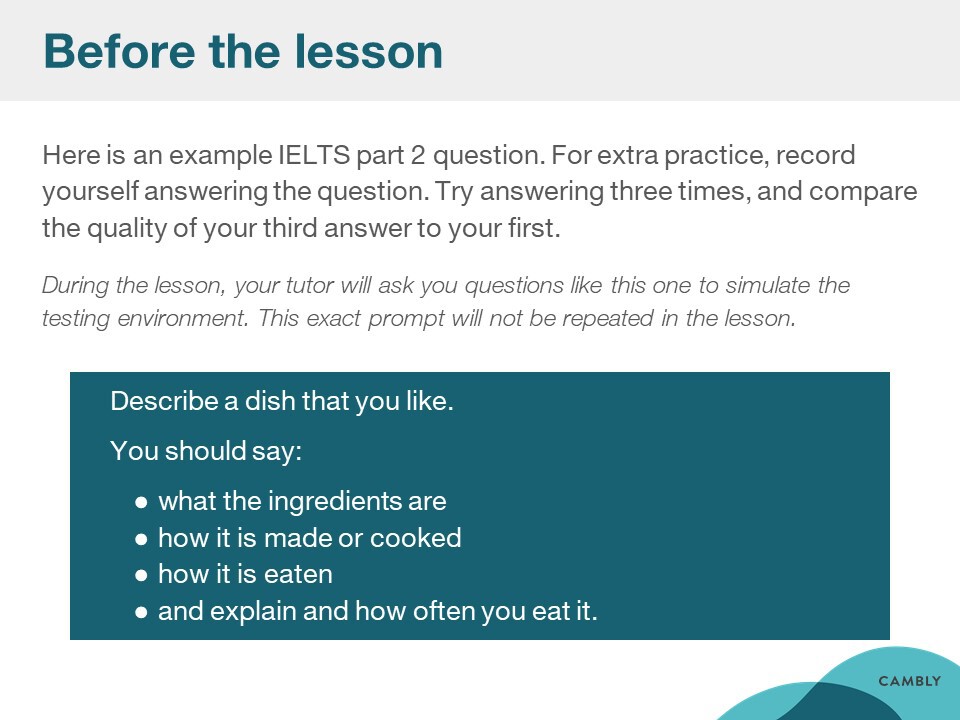 Before the lesson
Here is an example IELTS part 2 question. For extra practice, record
yourself answering the question. Try answering three times, and compare
the quality of your third answer to your first.
During the lesson, your tutor will ask you questions like this one to simulate the
testing environment. This exact prompt will not be repeated in the lesson.
Describe a dish that you like.
You should say:
● what the ingredients are
● how it is made or cooked
● how it is eaten
● and explain and how often you eat it.
CAMBLY